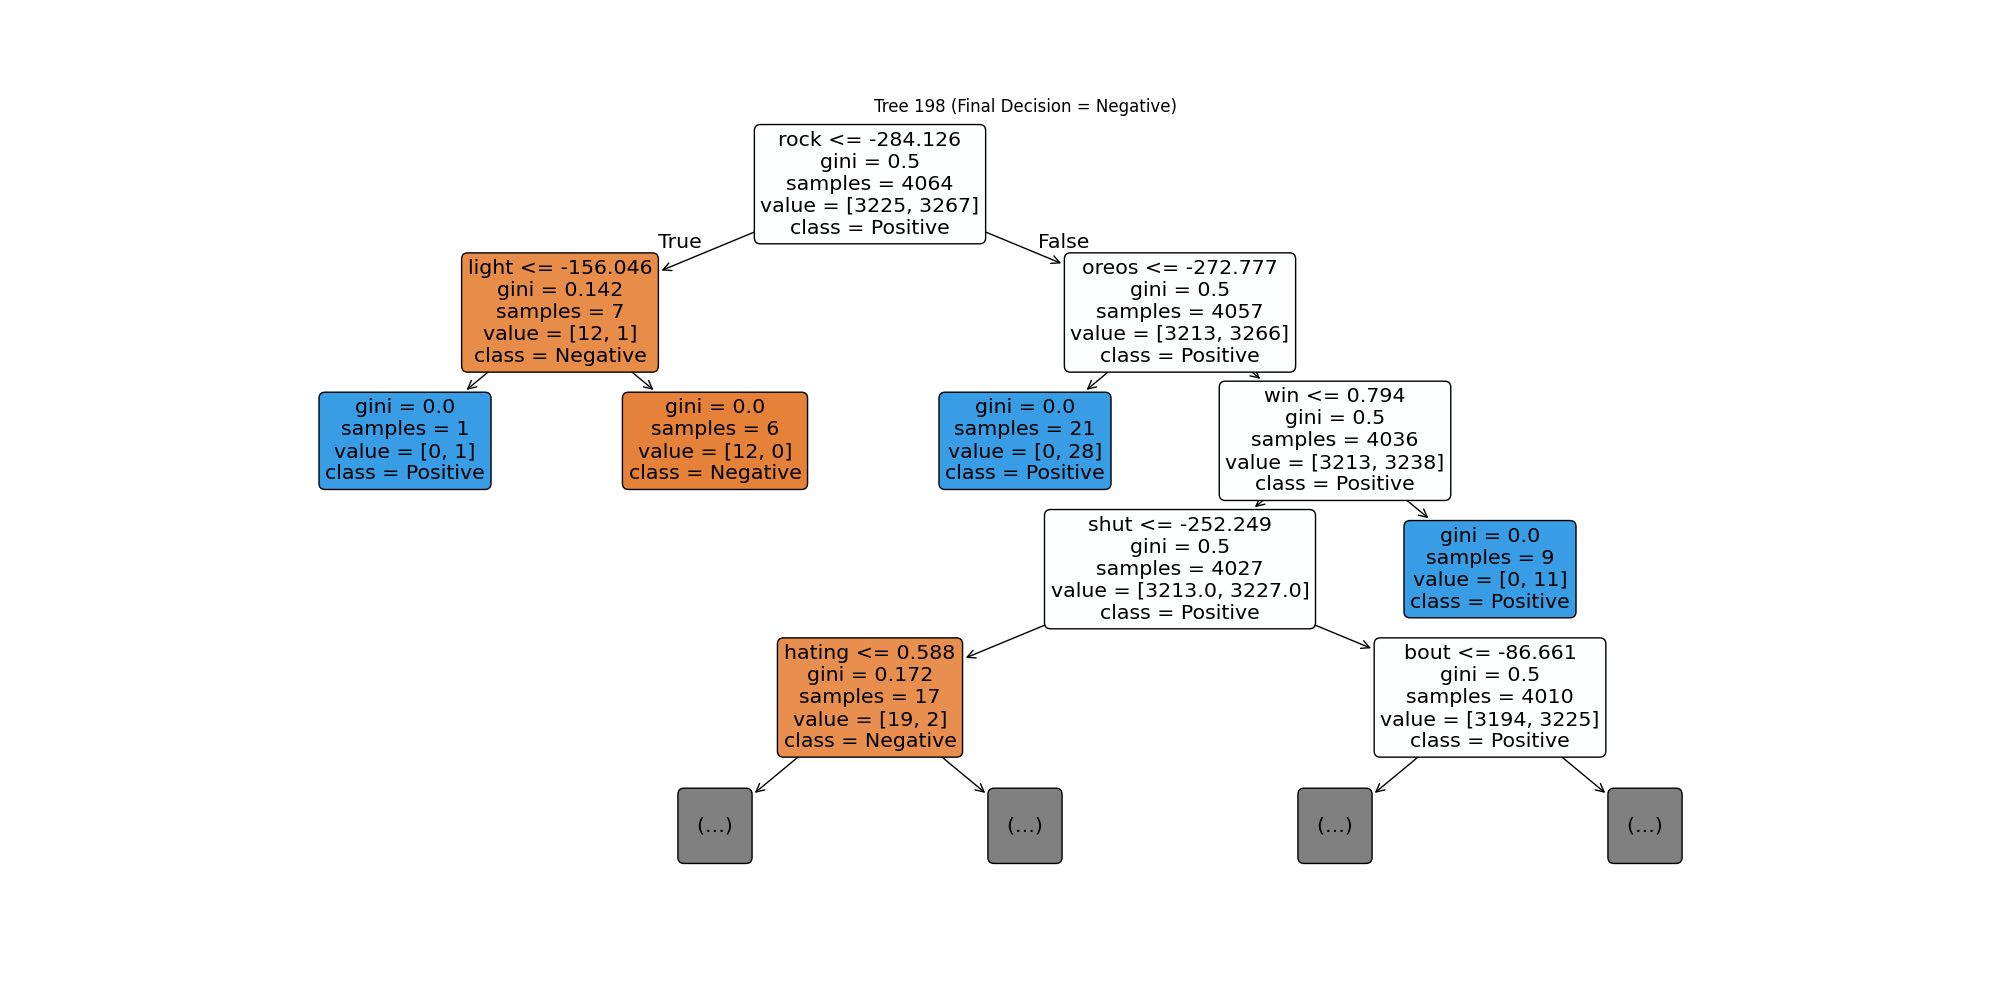 Tree 198 (Final Decision = Negative)
rock <= -284.126
gini = 0.5
samples = 4064
value = [3225, 3267]
class = Positive
True
False
light <= -156.046
gini = 0.142
samples = 7
value = [12, 1]
class = Negative
oreos <= -272.777
gini = 0.5
samples = 4057
value = [3213, 3266]
class = Positive
gini = 0.0
samples = 1
value = [0, 1]
class = Positive
gini = 0.0
samples = 6
value = [12, 0]
class = Negative
gini = 0.0
samples = 21
value = [0, 28]
class = Positive
win <= 0.794
gini = 0.5
samples = 4036
value = [3213, 3238]
class = Positive
shut <= -252.249
gini = 0.5
samples = 4027
value = [3213.0, 3227.0]
class = Positive
gini = 0.0
samples = 9
value = [0, 11]
class = Positive
hating <= 0.588
gini = 0.172
samples = 17
value = [19, 2]
class = Negative
bout <= -86.661
gini = 0.5
samples = 4010
value = [3194, 3225]
class = Positive
(...)
(...)
(...)
(...)